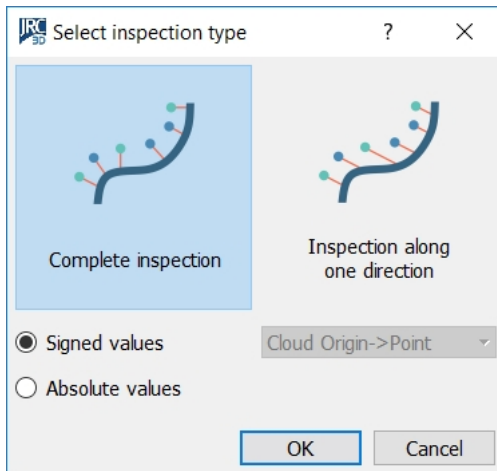 JRC 3D Select inspection type
Complete inspection
Inspection along
one direction
Signed values
Cloud Origin->Point
Absolute values
OK
Cancel